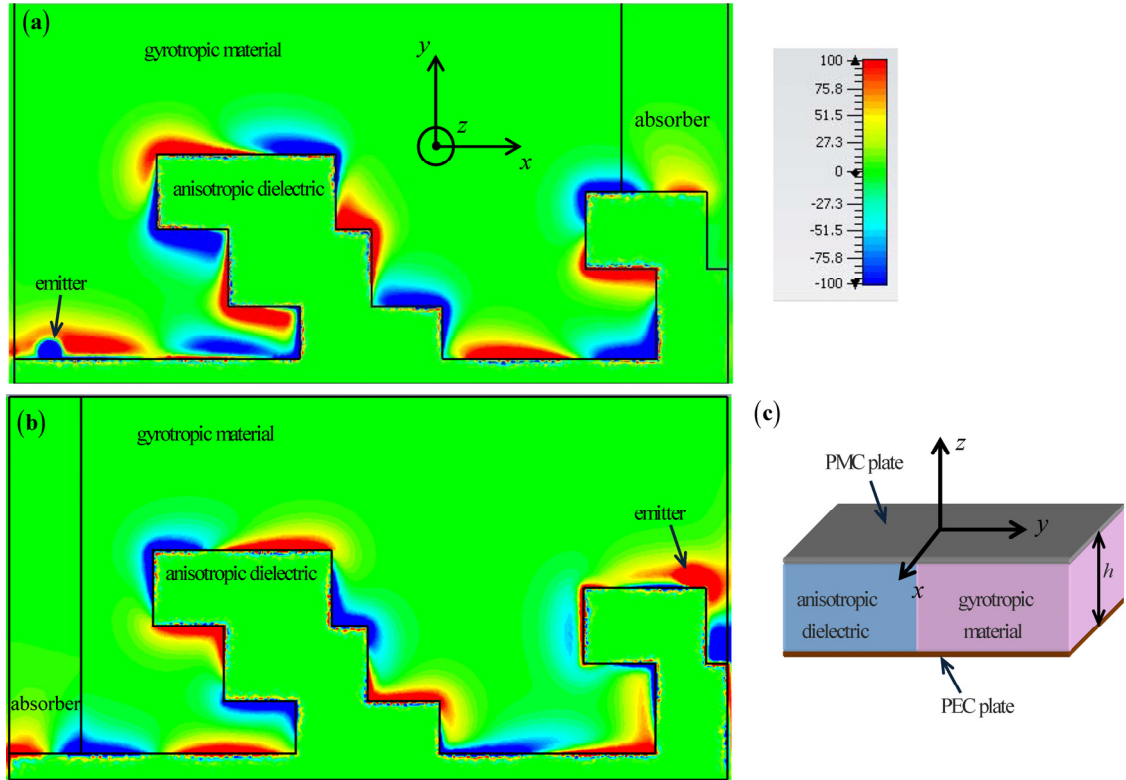 (a)
gyrotropic material
y
z
x
anisotropic dielectric
emitter
absorber
100
75.8
51.5
27.3
0
-27.3
-51.5
-75.8
-100
(b)
gyrotropic material
anisotropic dielectric
emitter
absorber
(c)
z
PMC plate
y
x
h
anisotropic
dielectric
gyrotropic
material
PEC plate